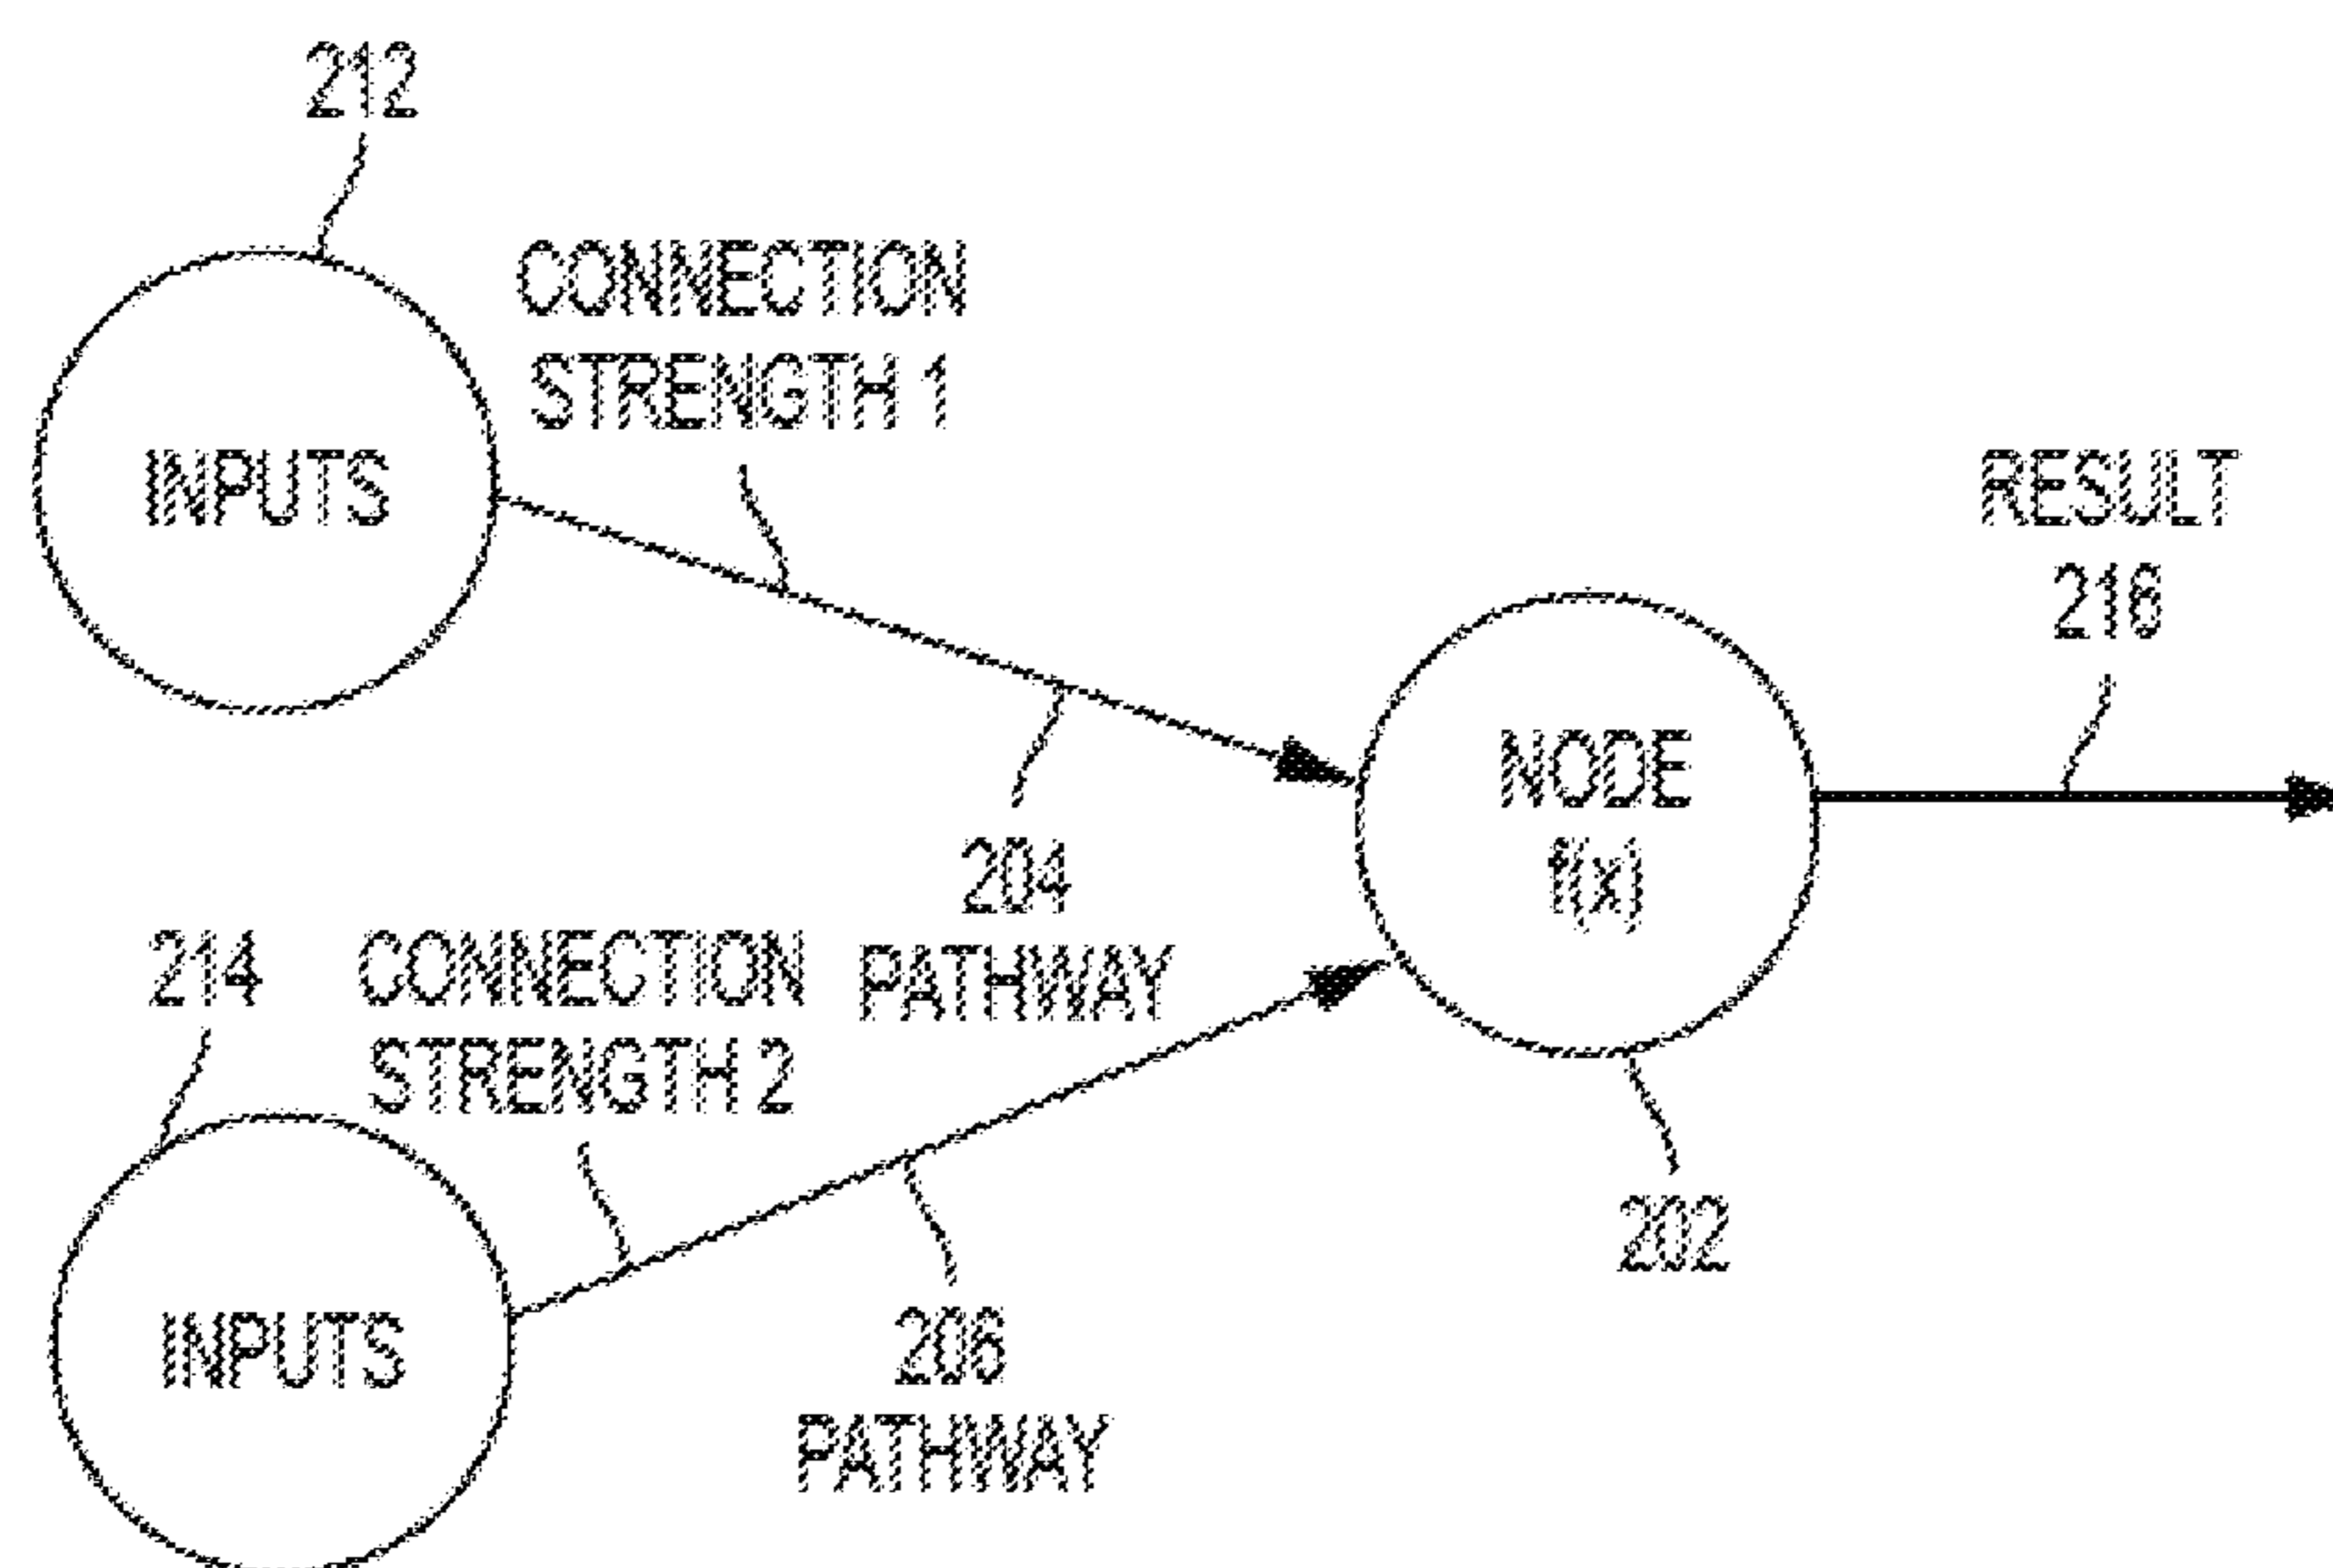 212
CONNECTION
STRENGTH 1
INPUTS
RESULT
216
NODE
f(x)
204
PATHWAY
214
CONNECTION
STRENGTH 2
202
INPUTS
206
PATHWAY